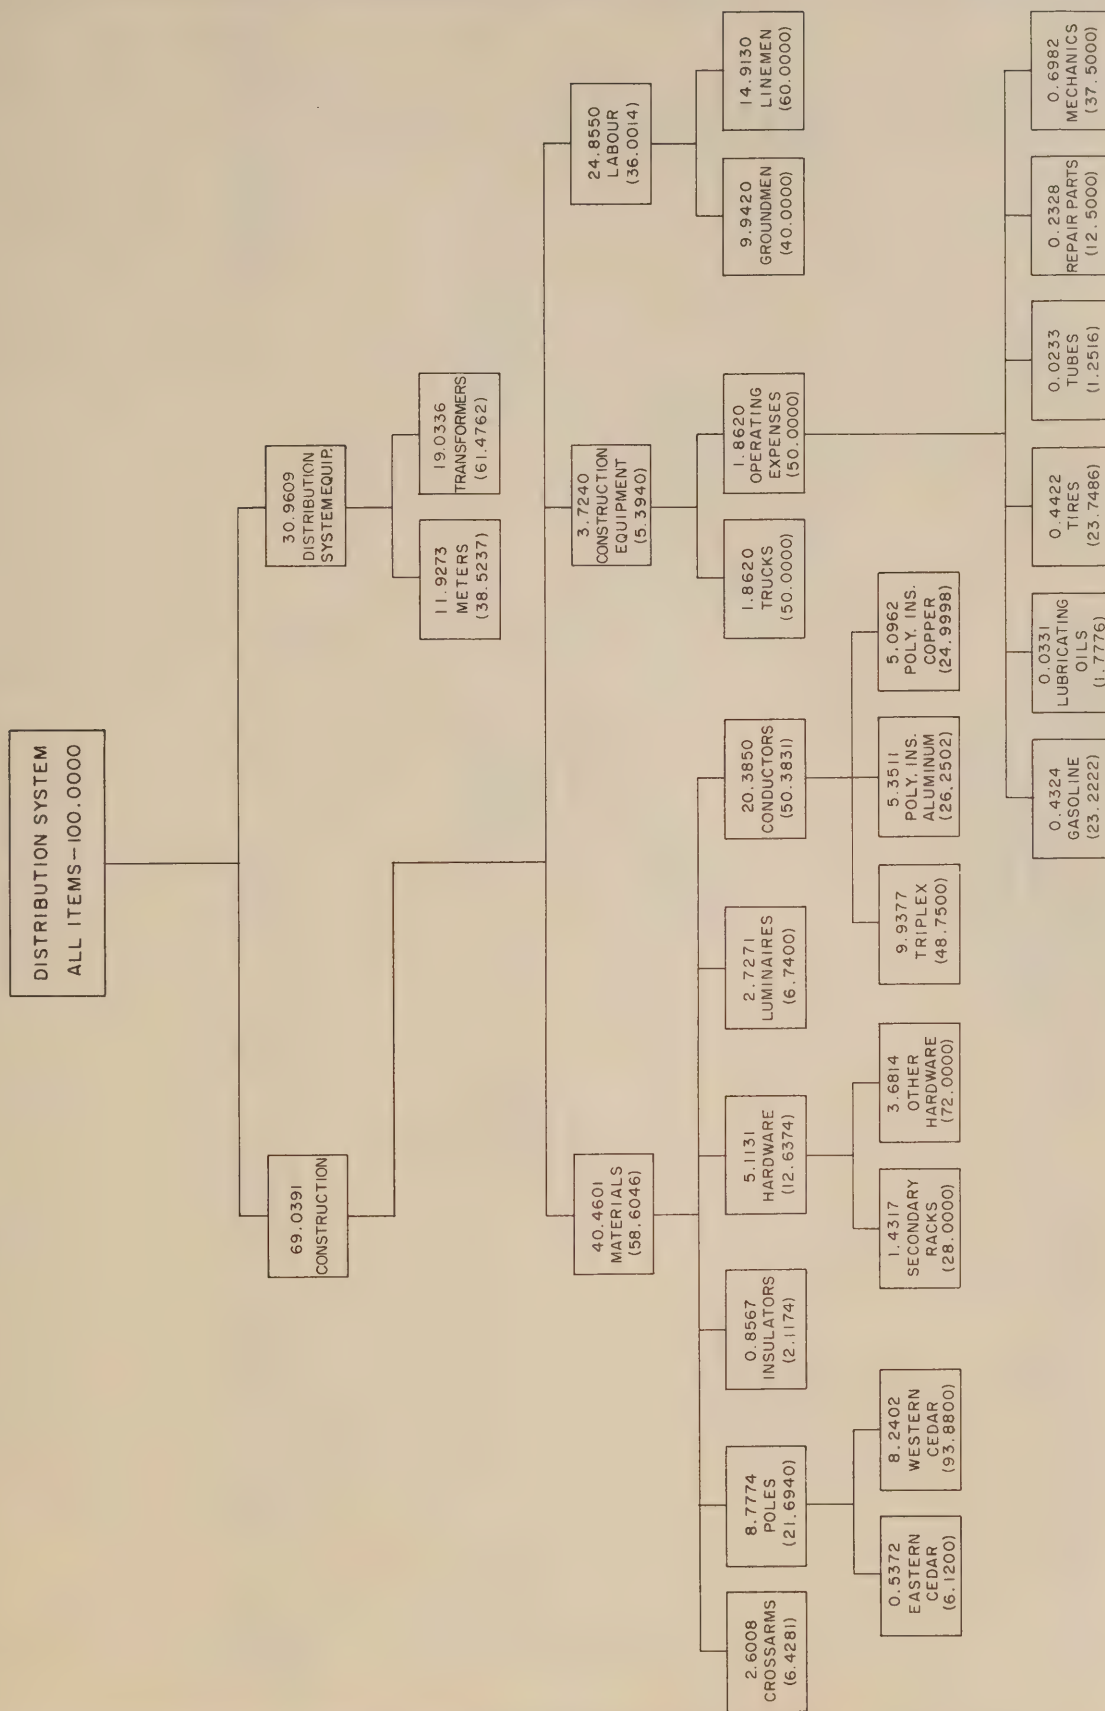 DISTRIBUTION SYSTEM
ALL ITEMS-100.0000
69.0391
CONSTRUCTION
30.9609
DISTRIBUTION
SYSTEM EQUIP.
11.9273
METERS
(38.5237)
19.0336
TRANSFORMERS
(61.4762)
40.4601
MATERIALS
(58.6046)
3.7240
CONSTRUCTION
EQUIPMENT
(5.3940)
24.8550
LABOUR
(36.0014)
2.6008
CROSSARMS
(6.4281)
8.7774
POLES
(21.6940)
0.8567
INSULATORS
(2.1174)
5.1131
HARDWARE
(12.6374)
2.7271
LUMINAIRES
(6.7400)
20.3850
CONDUCTORS
(50.3831)
1.8620
TRUCKS
(50.0000)
1.8620
OPERATING
EXPENSES
(50.0000)
9.9420
GROUNDMEN
(40.0000)
14.9130
LINEMEN
(60.0000)
0.5372
EASTERN
CEDAR
(6.1200)
8.2402
WESTERN
CEDAR
(93.8800)
1.4317
SECONDARY
RACKS
(28.0000)
3.6814
OTHER
HARDWARE
(72.0000)
9.9377
TRIPLEX
(48.7500)
5.3511
POLY. INS.
ALUMINUM
(26.2502)
5.0962
POLY. INS.
COPPER
(24.9998)
0.4324
GASOLINE
(23.2222)
0.0331
LUBRICATING
OILS
(1.7776)
0.4422
TIRES
(23.7486)
0.0233
TUBES
(1.2516)
0.2328
REPAIR PARTS
(12.5000)
0.6982
MECHANICS
(37.5000)